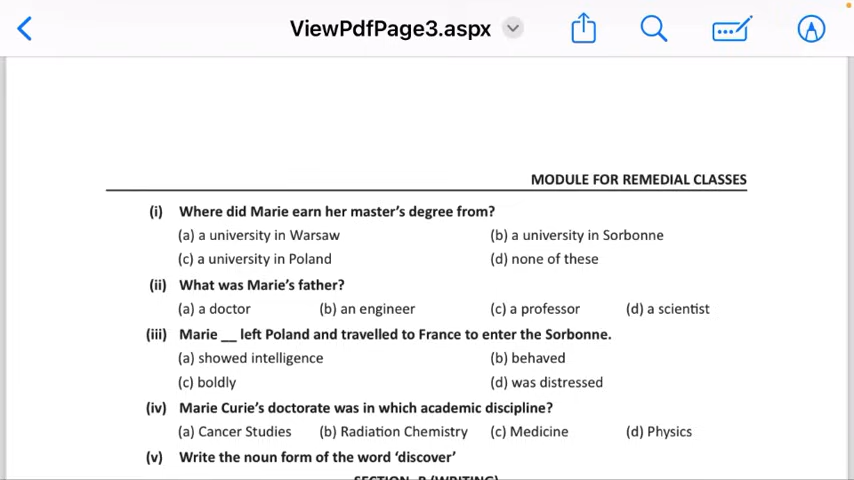 ViewPdfPage3.aspx
MODULE FOR REMEDIAL CLASSES
(i) Where did Marie earn her master's degree from?
(a) a university in Warsaw (b) a university in Sorbonne
(c) a university in Poland (d) none of these
(ii) What was Marie's father?
(a) a doctor (b) an engineer (c) a professor (d) a scientist
(iii) Marie __ left Poland and travelled to France to enter the Sorbonne.
(a) showed intelligence (b) behaved
(c) boldly (d) was distressed
(iv) Marie Curie's doctorate was in which academic discipline?
(a) Cancer Studies (b) Radiation Chemistry (c) Medicine (d) Physics
(v) Write the noun form of the word ‘discover’
SECTION B (WRITING)